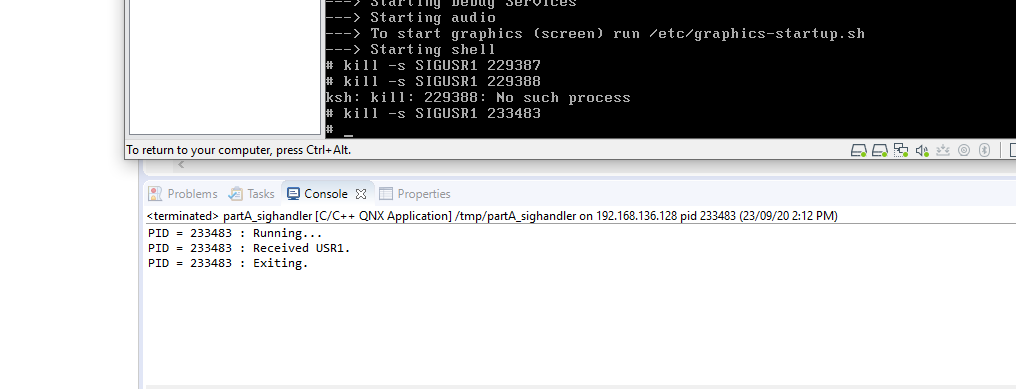 ---> Starting Debug Services
---> Starting audio
---> To start graphics (screen) run /etc/graphics-startup.sh
---> Starting shell
# kill -s SIGUSR1 229387
# kill -s SIGUSR1 229388
ksh: kill: 229388: No such process
# kill -s SIGUSR1 233483
# _
To return to your computer, press Ctrl+Alt.
Problems Tasks Console Properties
<terminated> partA_sighandler [C/C++ QNX Application] /tmp/partA_sighandler on 192.168.136.128 pid 233483 (23/09/20 2:12 PM)
PID = 233483 : Running...
PID = 233483 : Received USR1.
PID = 233483 : Exiting.